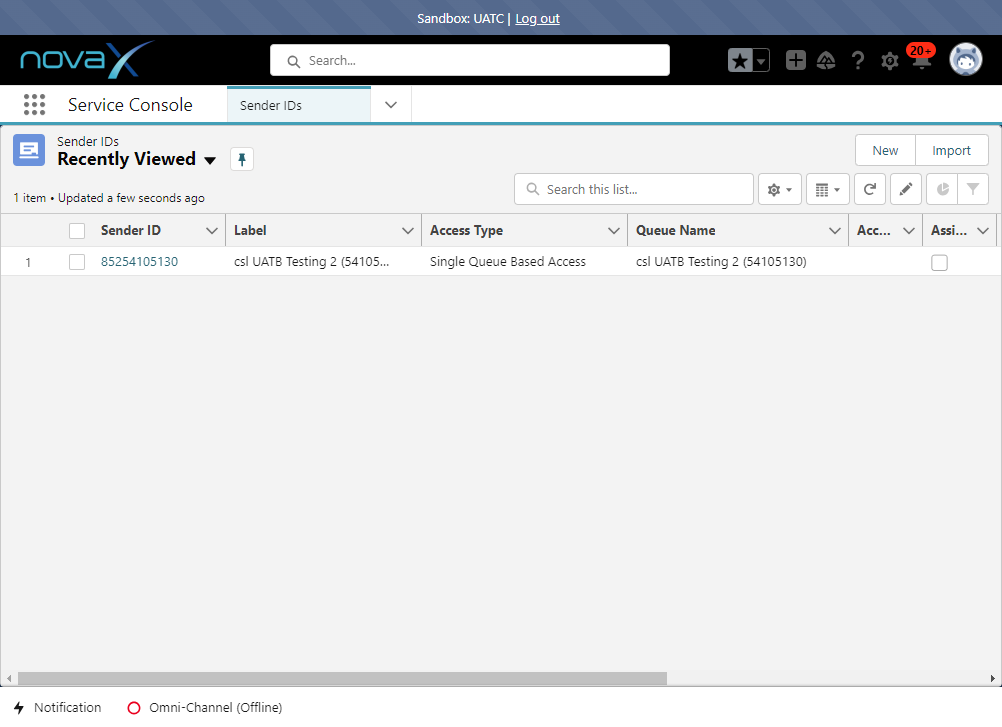 Sandbox: UATC | Log out
novaX
Search...
20+
Service Console
Sender IDs
Sender IDs
Recently Viewed
New
Import
1 item • Updated a few seconds ago
Search this list...
Sender ID
Label
Access Type
Queue Name
Acc...
Assi...
1
85254105130
csl UATB Testing 2 (54105...
Single Queue Based Access
csl UATB Testing 2 (54105130)
Notification
Omni-Channel (Offline)